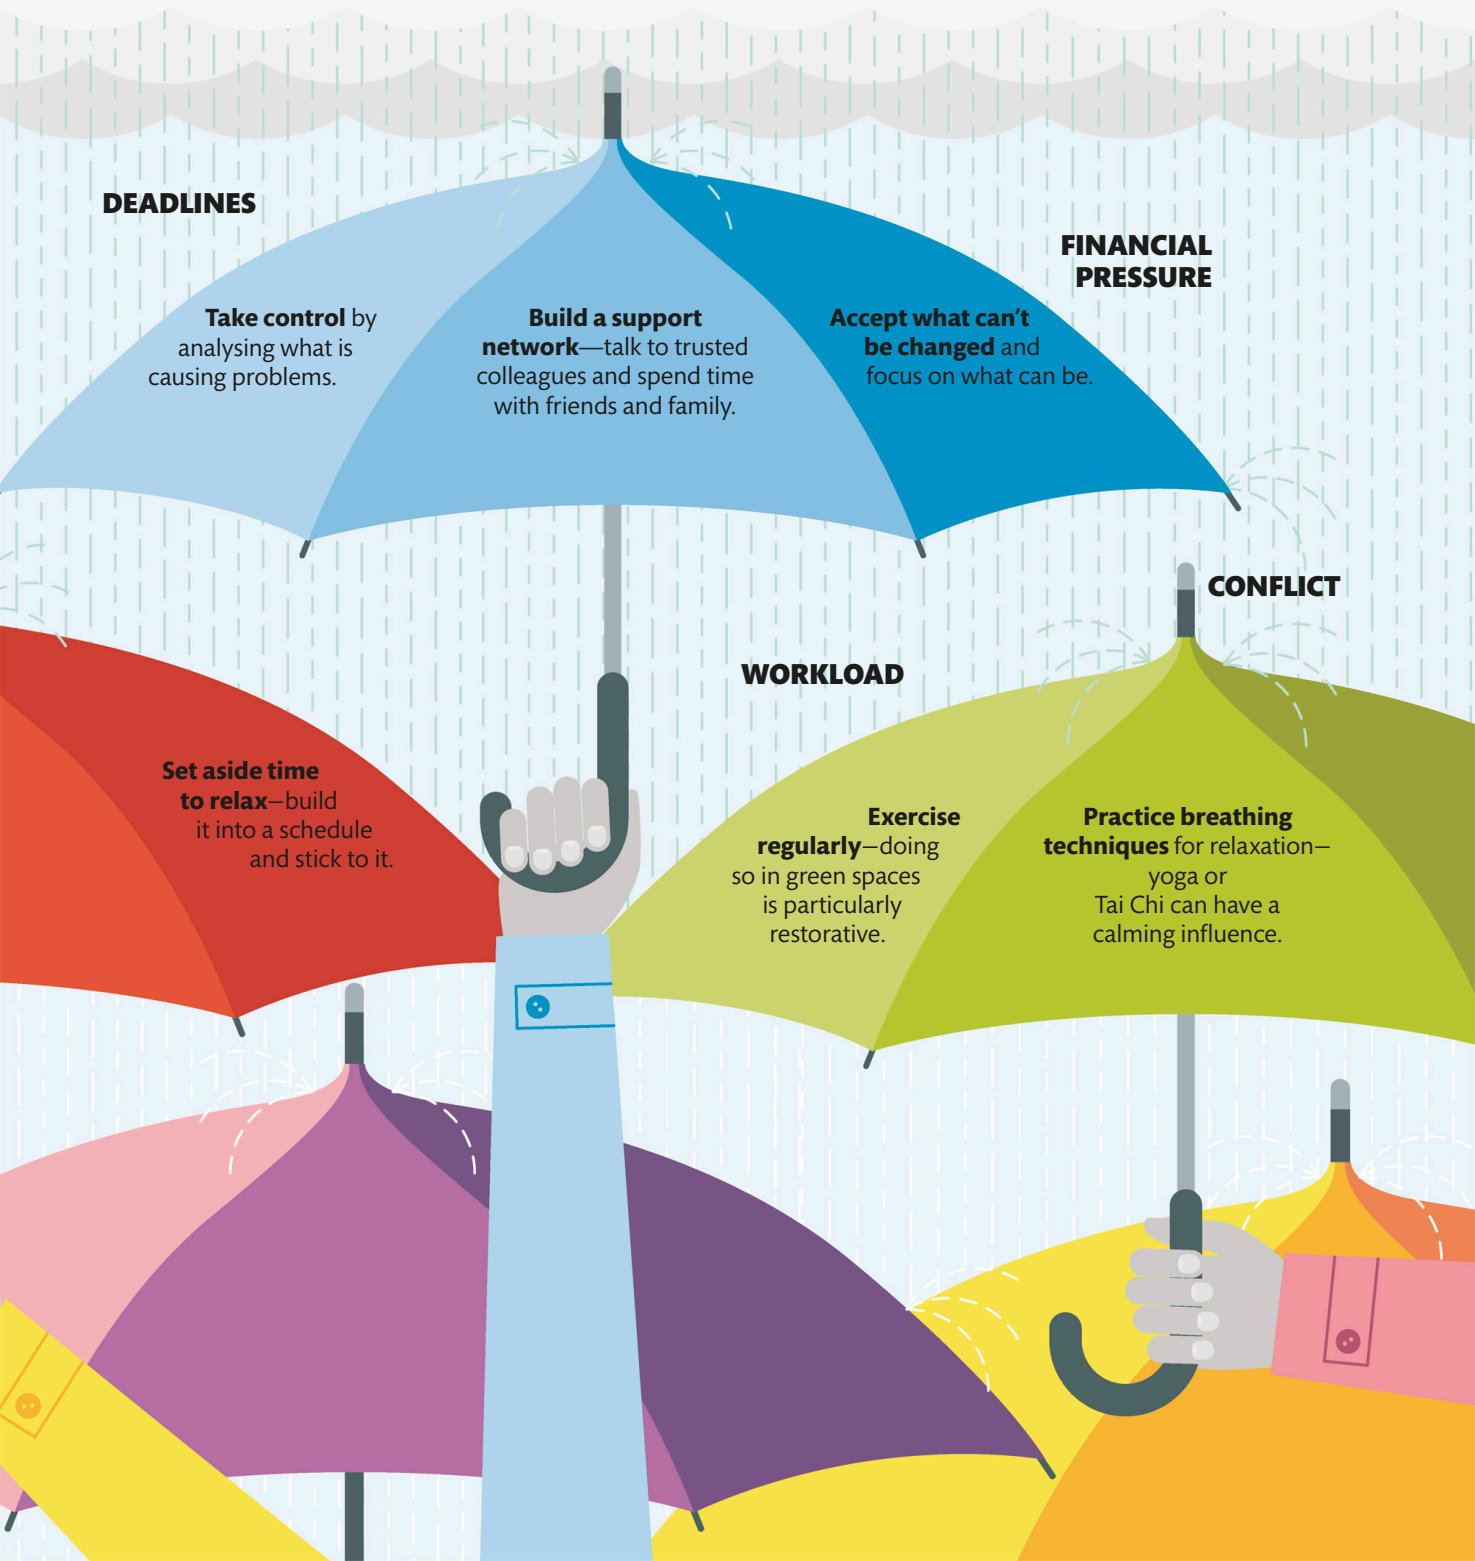 DEADLINES
FINANCIAL
PRESSURE
Take control by
analysing what is
causing problems.
Build a support
network—talk to trusted
colleagues and spend time
with friends and family.
Accept what can't
be changed and
focus on what can be.
CONFLICT
WORKLOAD
Set aside time
to relax—build
it into a schedule
and stick to it.
Exercise
regularly—doing
so in green spaces
is particularly
restorative.
Practice breathing
techniques for relaxation—
yoga or
Tai Chi can have a
calming influence.